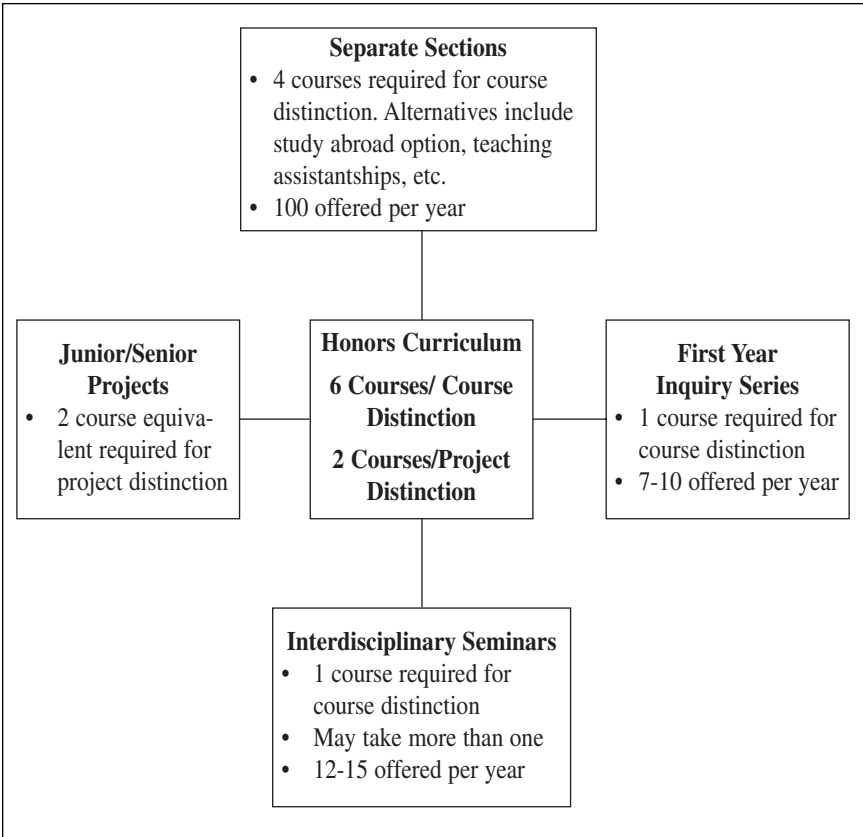 Separate Sections
• 4 courses required for course
distinction. Alternatives include
study abroad option, teaching
assistantships, etc.
• 100 offered per year
Junior/Senior
Projects
• 2 course equiva-
lent required for
project distinction
Honors Curriculum
6 Courses/ Course
Distinction
2 Courses/Project
Distinction
First Year
Inquiry Series
• 1 course required for
course distinction
• 7-10 offered per year
Interdisciplinary Seminars
• 1 course required for
course distinction
• May take more than one
• 12-15 offered per year